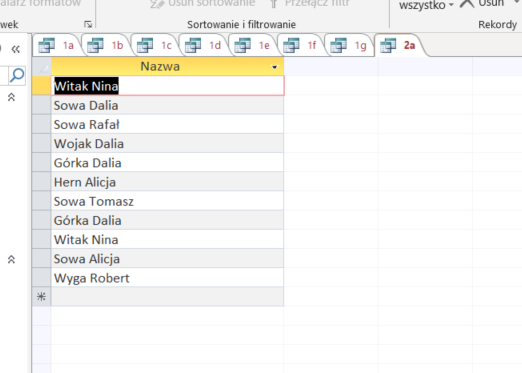 alarz formatów
Usuń sortowanie
Przełącz filtr
wszystko
Usuń
wek
Sortowanie i filtrowanie
Rekordy
1a 1b 1c 1d 1e 1f 1g 2a
Nazwa
Witak Nina
Sowa Dalia
Sowa Rafał
Wojak Dalia
Górka Dalia
Hern Alicja
Sowa Tomasz
Górka Dalia
Witak Nina
Sowa Alicja
Wyga Robert